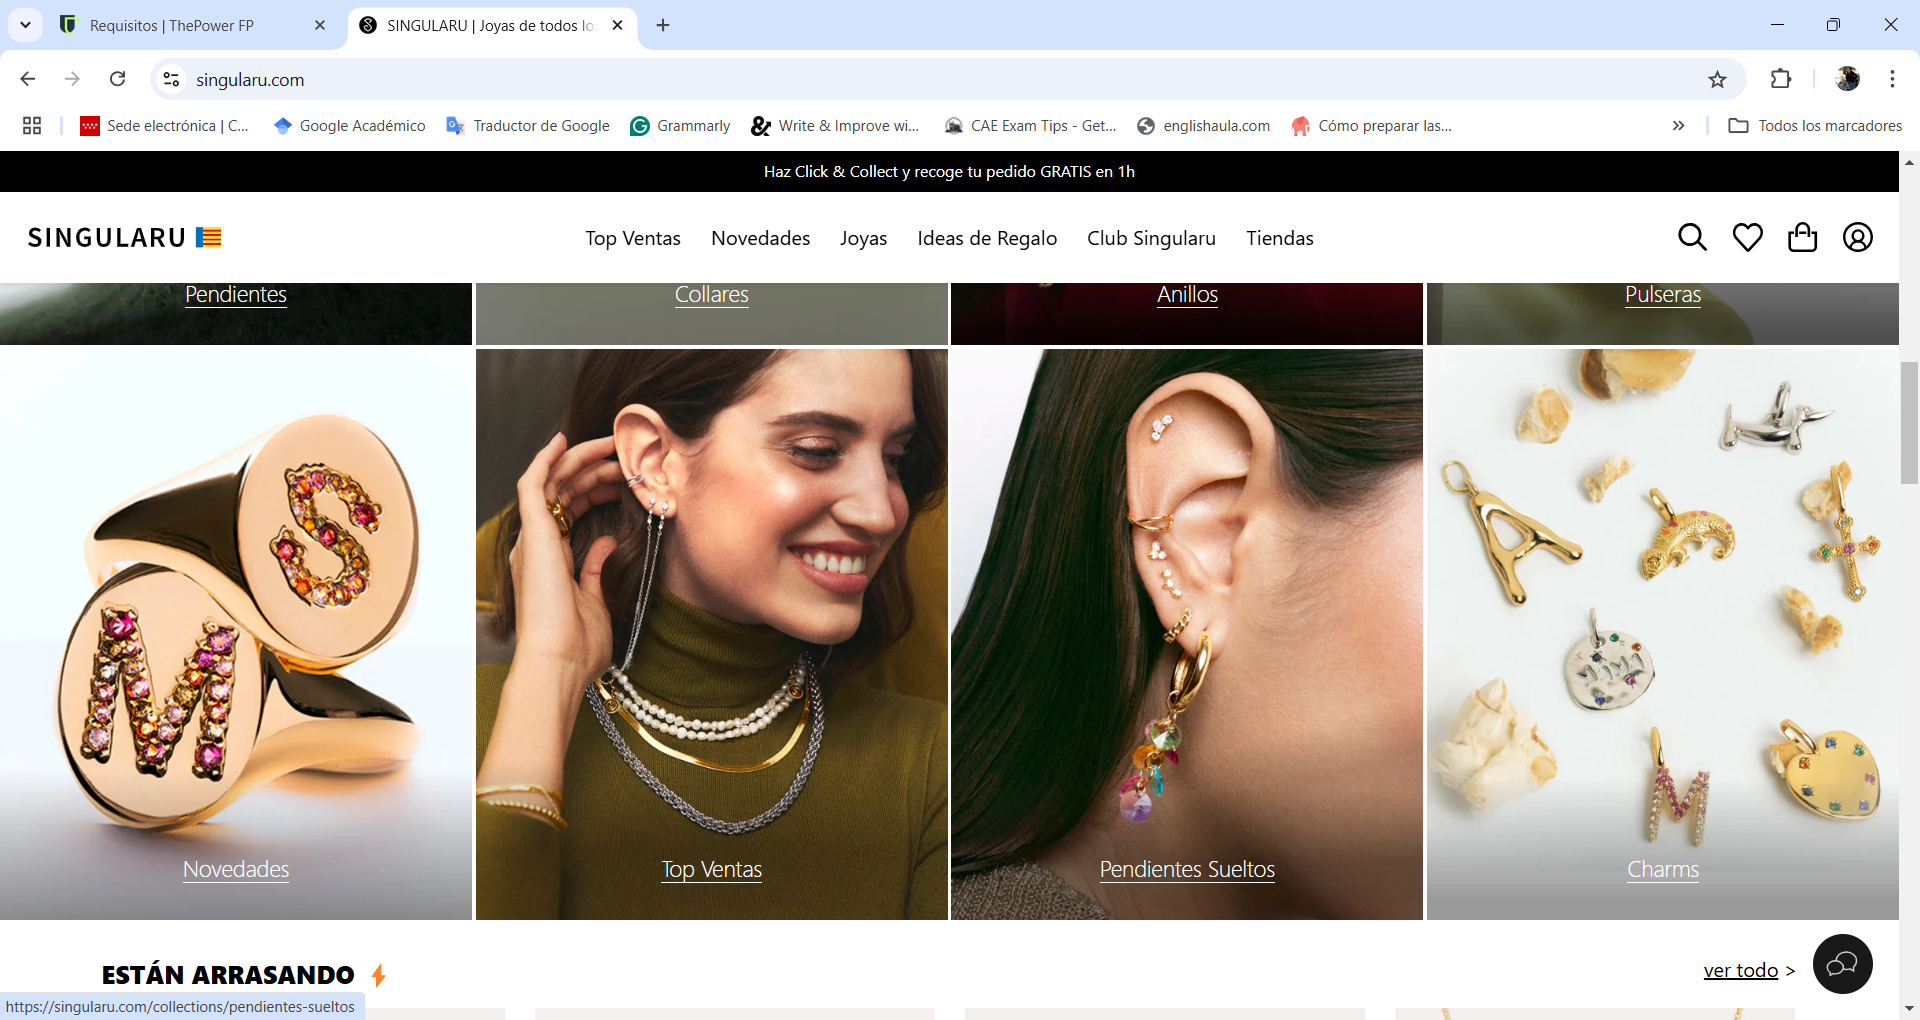 Requisitos | ThePower FP
SINGULARU | Joyas de todos lo
singularu.com
Sede electrónica | C...
Google Académico
Traductor de Google
Grammarly
Write & Improve wi...
CAE Exam Tips - Get...
englishaula.com
Cómo preparar las...
»
Todos los marcadores
Haz Click & Collect y recoge tu pedido GRATIS en 1h
SINGULARU
Top Ventas
Novedades
Joyas
Ideas de Regalo
Club Singularu
Tiendas
Pendientes
Collares
Anillos
Pulseras
Novedades
Top Ventas
Pendientes Sueltos
Charms
ESTÁN ARRASANDO
ver todo >
https://singularu.com/collections/pendientes-sueltos